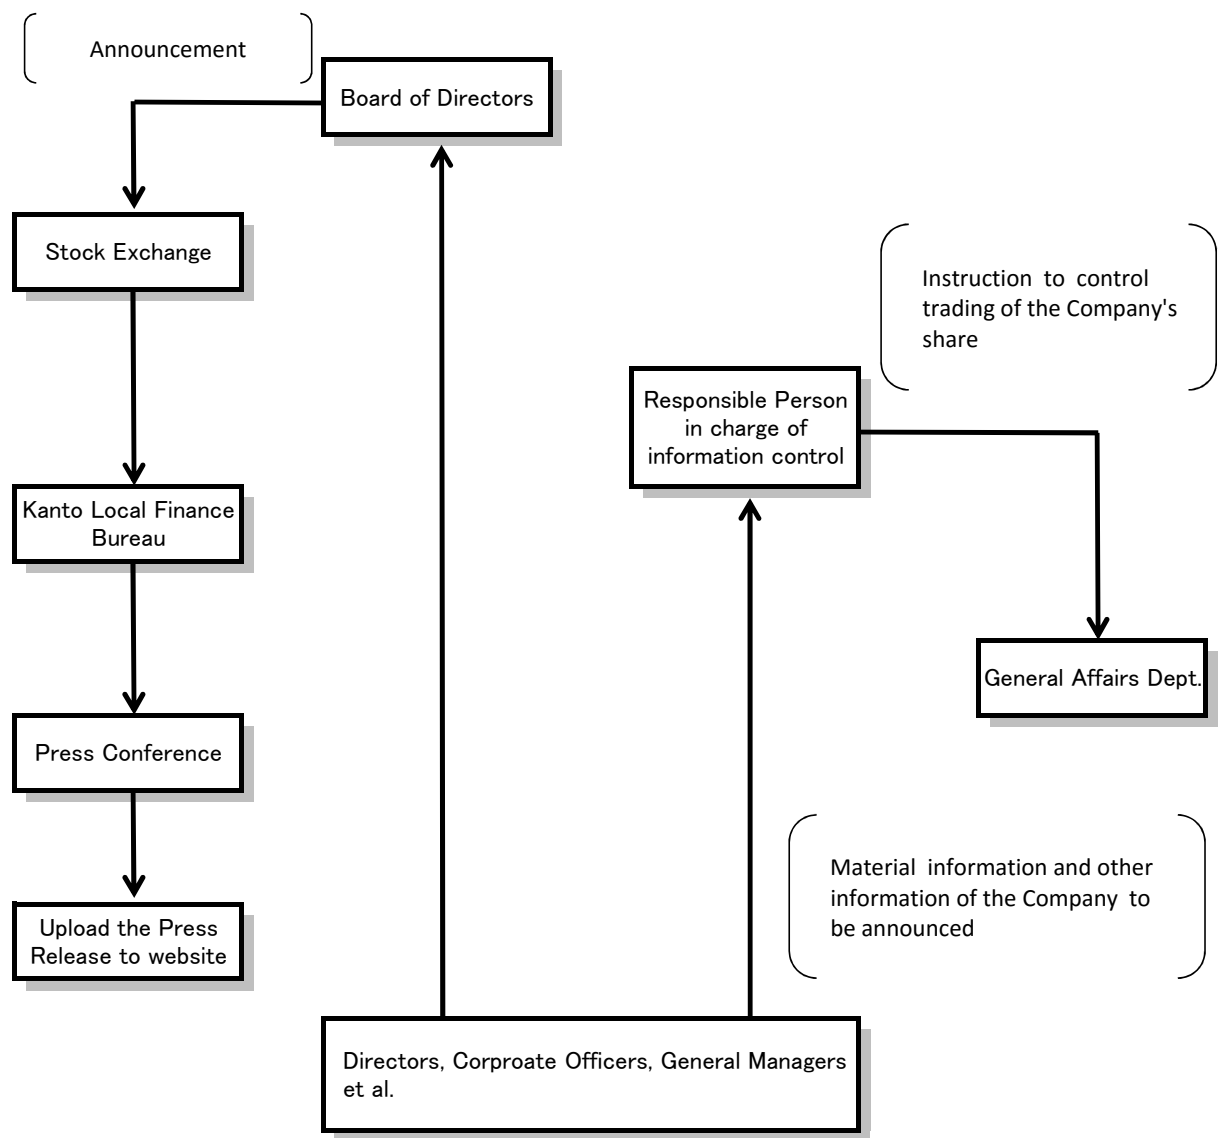 Announcement
Board of Directors
Stock Exchange
Instruction to control
trading of the Company's
share
Responsible Person
in charge of
information control
Kanto Local Finance
Bureau
General Affairs Dept.
Press Conference
Material information and other
information of the Company to
be announced
Upload the Press
Release to website
Directors, Corproate Officers, General Managers
et al.